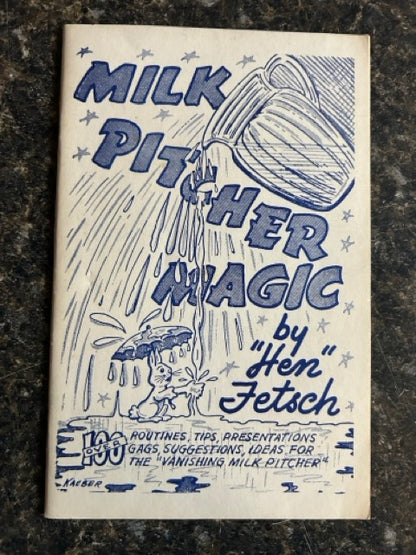 MILK
PITCHER
MAGIC
by
"Hen"
Fetsch
OVER
100 ROUTINES, TIPS, PRESENTATIONS
GAGS, SUGGESTIONS, IDEAS FOR
THE "VANISHING MILK PITCHER"
KAEBER